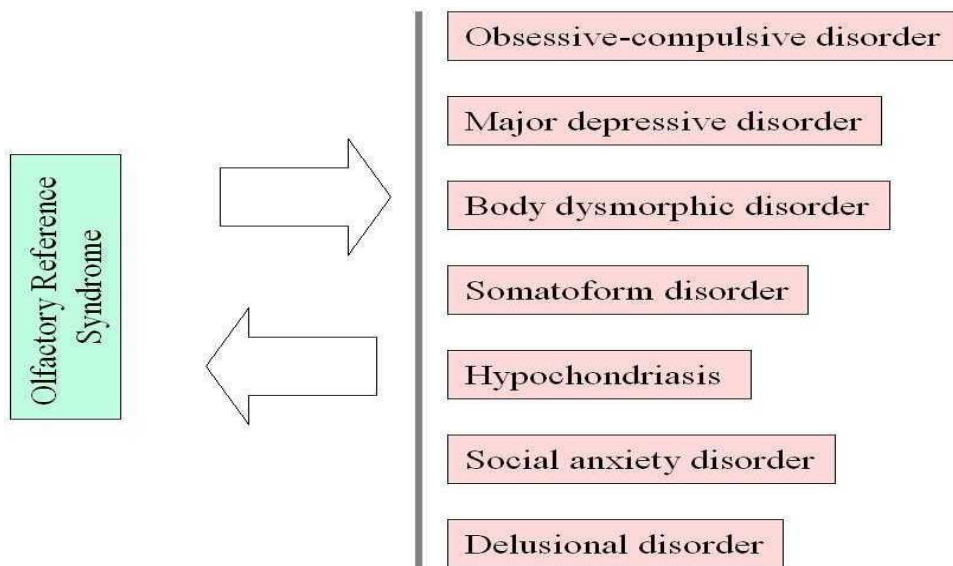 Olfactory Reference
Syndrome
Obsessive-compulsive disorder
Major depressive disorder
Body dysmorphic disorder
Somatoform disorder
Hypochondriasis
Social anxiety disorder
Delusional disorder